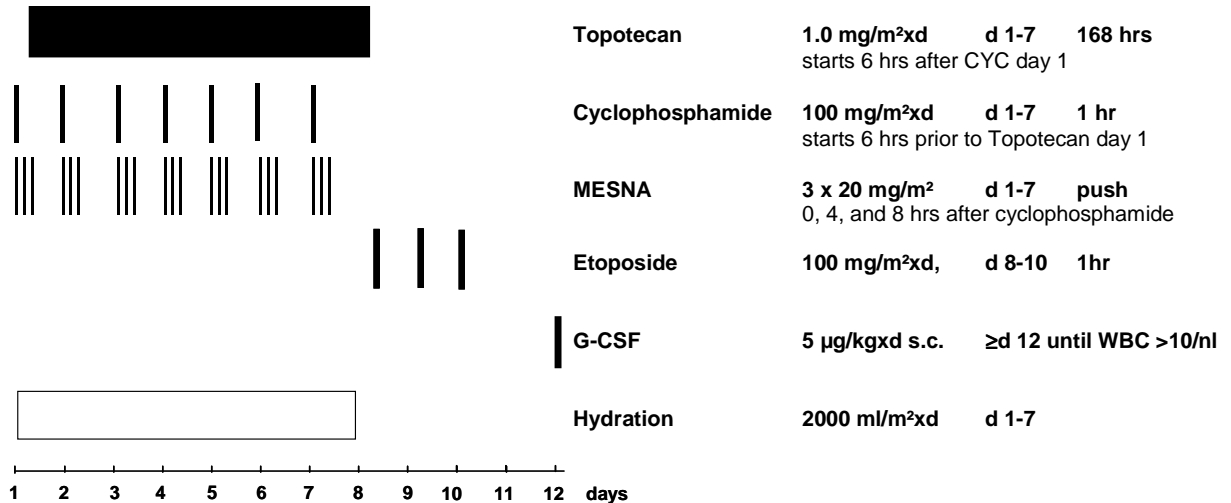 Topotecan 1.0 mg/m²xd d 1-7 168 hrs
starts 6 hrs after CYC day 1
Cyclophosphamide 100 mg/m²xd d 1-7 1 hr
starts 6 hrs prior to Topotecan day 1
MESNA 3 x 20 mg/m² d 1-7 push
0, 4, and 8 hrs after cyclophosphamide
Etoposide 100 mg/m²xd, d 8-10 1hr
G-CSF 5 µg/kgxd s.c. ≥d 12 until WBC >10/nl
Hydration 2000 ml/m²xd d 1-7
1 2 3 4 5 6 7 8 9 10 11 12 days